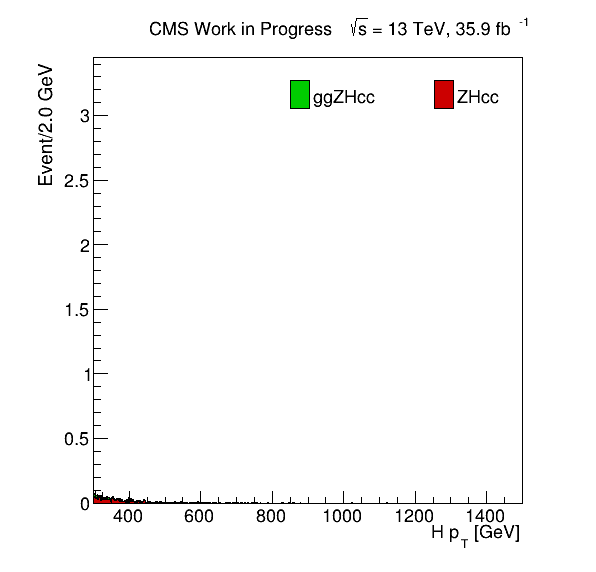 CMS Work in Progress √s = 13 TeV, 35.9 fb -1
Event/2.0 GeV
ggZHcc ZHcc
3
2.5
2
1.5
1
0.5
0
400 600 800 1000 1200 1400
H pT [GeV]